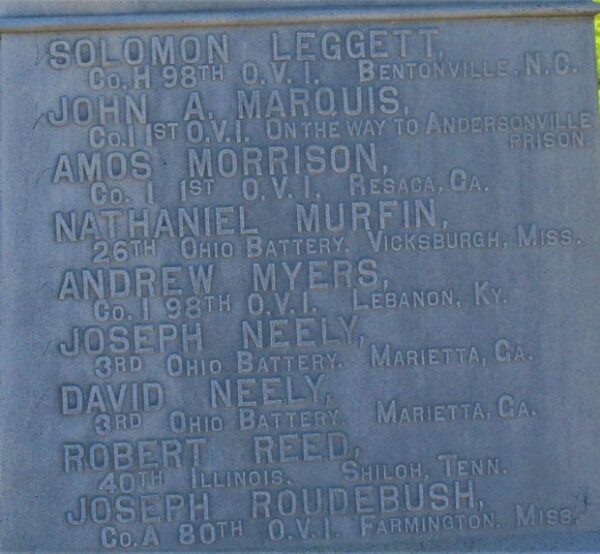 SOLOMON LEGGETT,
CO. H 98TH O.V.I. BENTONVILLE, N.C.
JOHN A. MARQUIS,
CO. I 1ST O.V.I. ON THE WAY TO ANDERSONVILLE
PRISON.
AMOS MORRISON,
CO. I 1ST O.V.I. RESACA, GA.
NATHANIEL MURFIN,
26TH OHIO BATTERY. VICKSBURGH, MISS.
ANDREW MYERS,
CO. I 98TH O.V.I. LEBANON, KY.
JOSEPH NEELY,
3RD OHIO BATTERY. MARIETTA, GA.
DAVID NEELY,
3RD OHIO BATTERY. MARIETTA, GA.
ROBERT REED,
40TH ILLINOIS. SHILOH, TENN.
JOSEPH ROUDEBUSH,
CO. A 80TH O.V.I. FARMINGTON, MISS.